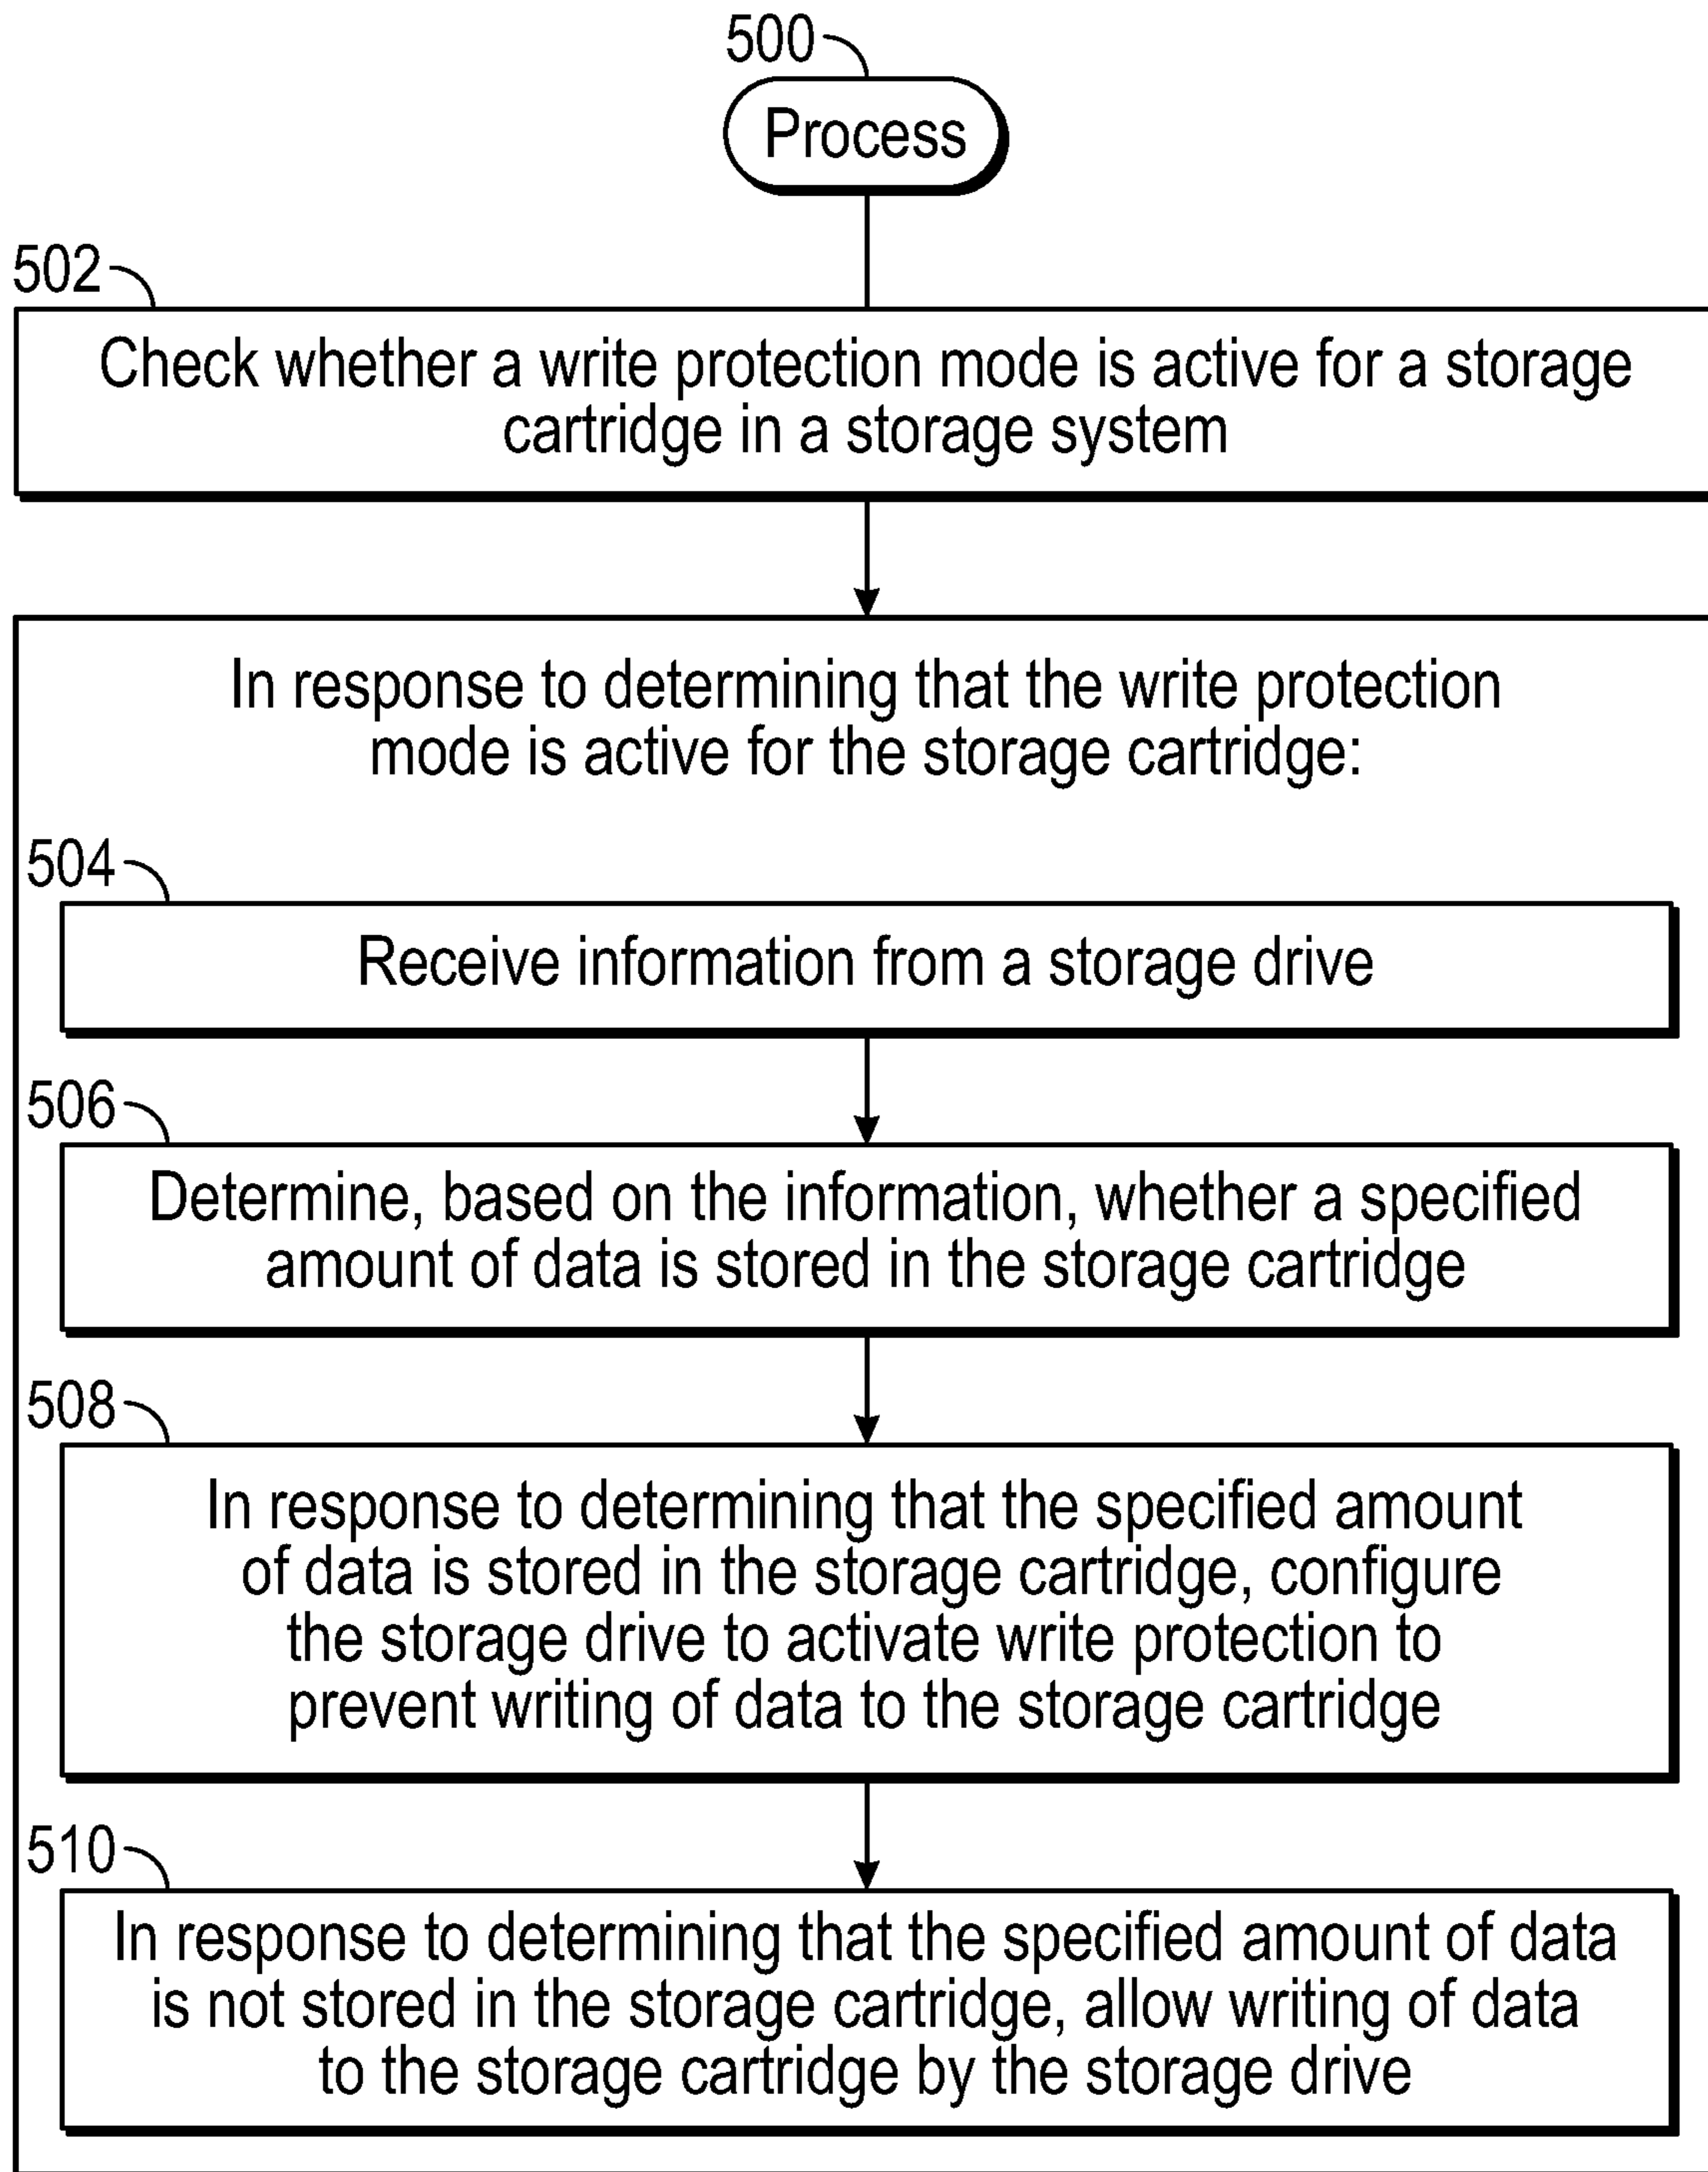 500
Process
502
Check whether a write protection mode is active for a storage
cartridge in a storage system
In response to determining that the write protection
mode is active for the storage cartridge:
504
Receive information from a storage drive
506
Determine, based on the information, whether a specified
amount of data is stored in the storage cartridge
508
In response to determining that the specified amount
of data is stored in the storage cartridge, configure
the storage drive to activate write protection to
prevent writing of data to the storage cartridge
510
In response to determining that the specified amount of data
is not stored in the storage cartridge, allow writing of data
to the storage cartridge by the storage drive